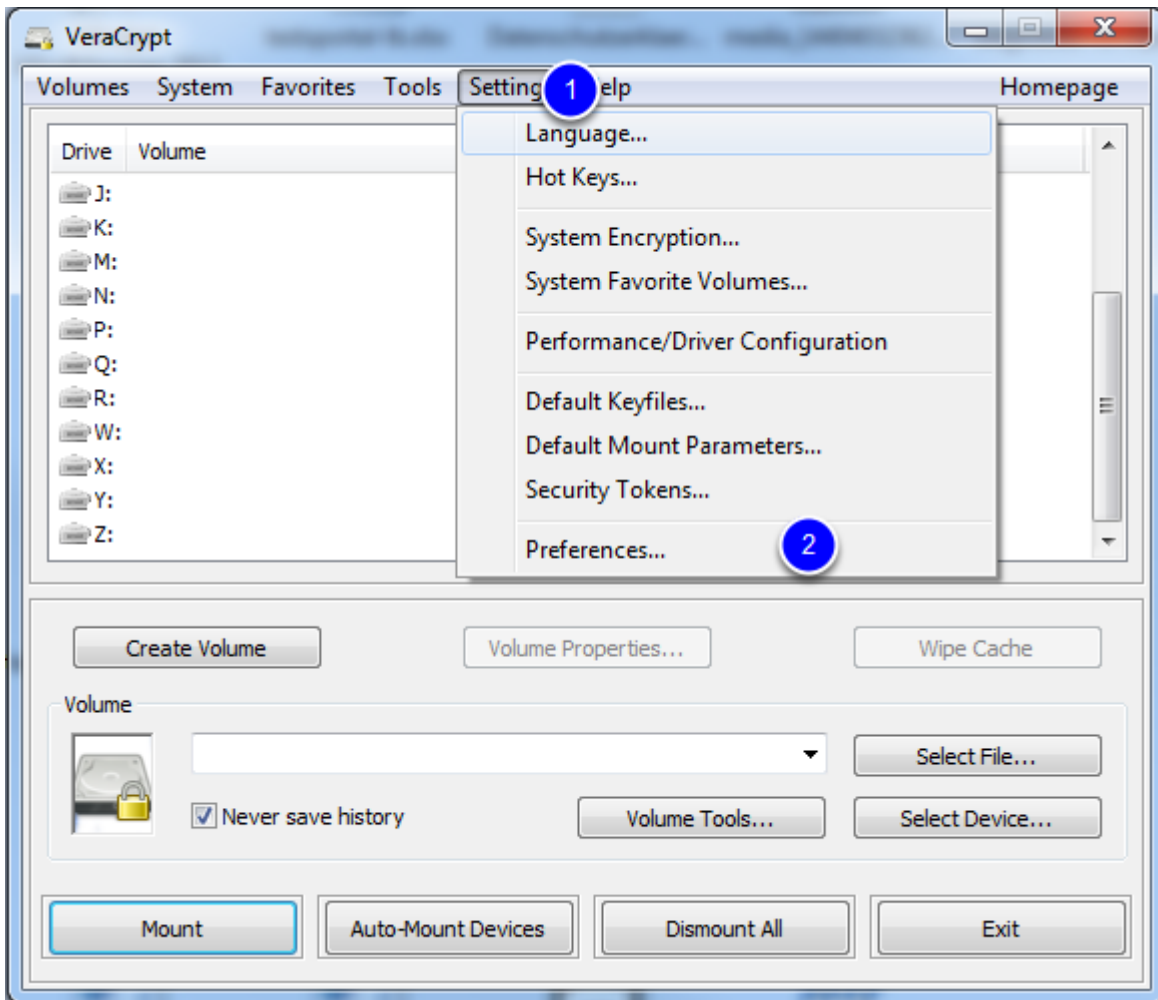 VeraCrypt
Volumes System Favorites Tools Setting 1 elp Homepage
Drive Volume
Language...
Hot Keys...
System Encryption...
System Favorite Volumes...
Performance/Driver Configuration
Default Keyfiles...
Default Mount Parameters...
Security Tokens...
Preferences... 2
J:
K:
M:
N:
P:
Q:
R:
W:
X:
Y:
Z:
Create Volume Volume Properties... Wipe Cache
Volume
Select File...
Never save history Volume Tools... Select Device...
Mount Auto-Mount Devices Dismount All Exit